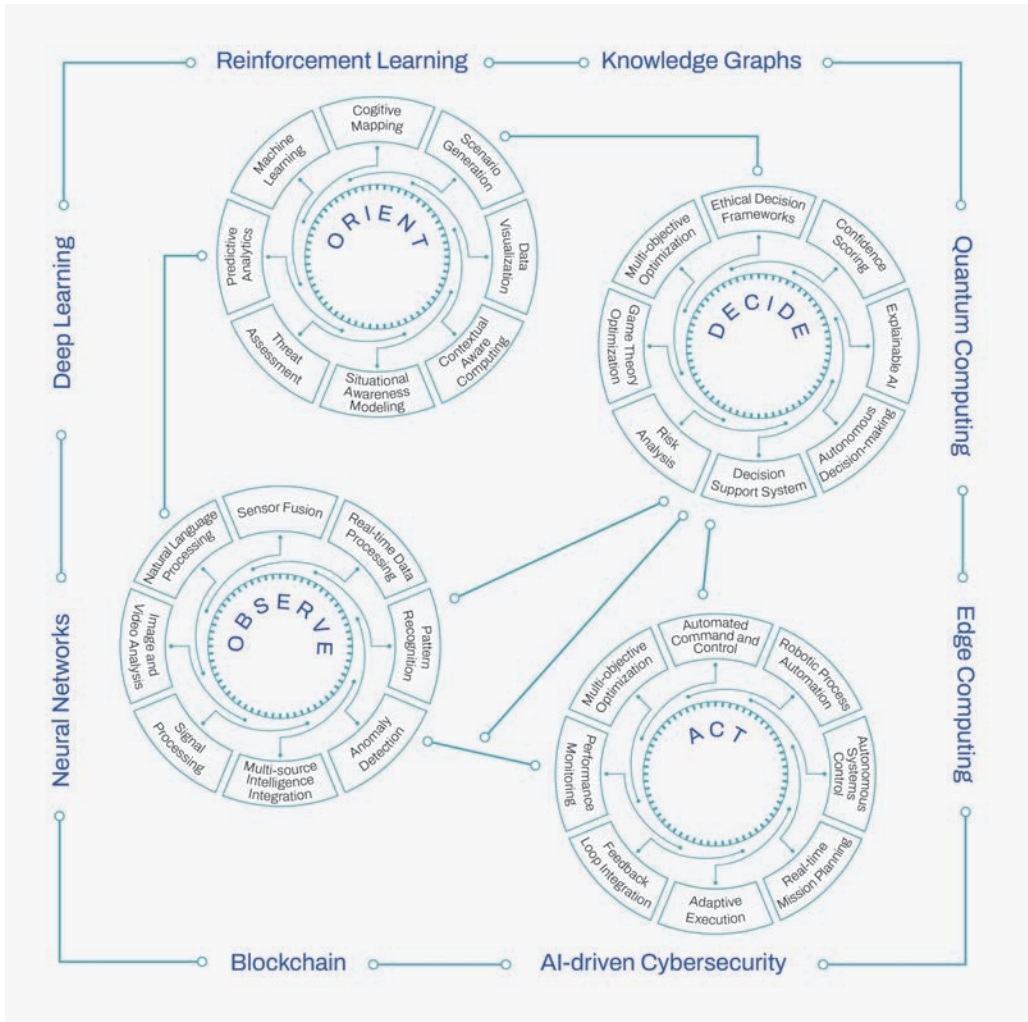 Reinforcement Learning
Knowledge Graphs
Deep Learning
Neural Networks
Quantum Computing
Edge Computing
Blockchain
AI-driven Cybersecurity
ORIENT
Cogitive
Mapping
Scenario
Generation
Data
Visualization
Contextual
Aware
Computing
Situational
Awareness
Modeling
Threat
Assessment
Predictive
Analytics
Machine
Learning
DECIDE
Ethical Decision
Frameworks
Confidence
Scoring
Explainable AI
Autonomous
Decision-making
Decision
Support System
Risk
Analysis
Game Theory
Optimization
Multi-objective
Optimization
OBSERVE
Sensor Fusion
Real-time Data
Processing
Pattern
Recognition
Anomaly
Detection
Multi-source
Intelligence
Integration
Signal
Processing
Image and
Video Analysis
Natural Language
Processing
ACT
Automated
Command and
Control
Robotic Process
Automation
Autonomous
Systems
Control
Real-time
Mission Planning
Adaptive
Execution
Feedback
Loop Integration
Performance
Monitoring
Multi-objective
Optimization